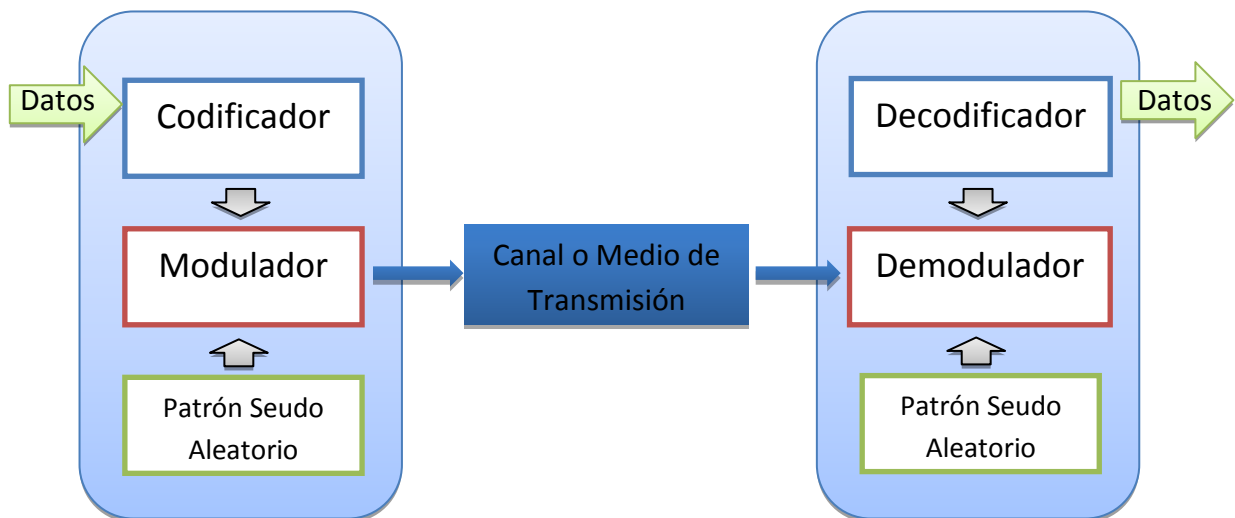 Datos
Codificador
Modulador
Patrón Seudo
Aleatorio
Canal o Medio de
Transmisión
Decodificador
Datos
Demodulador
Patrón Seudo
Aleatorio